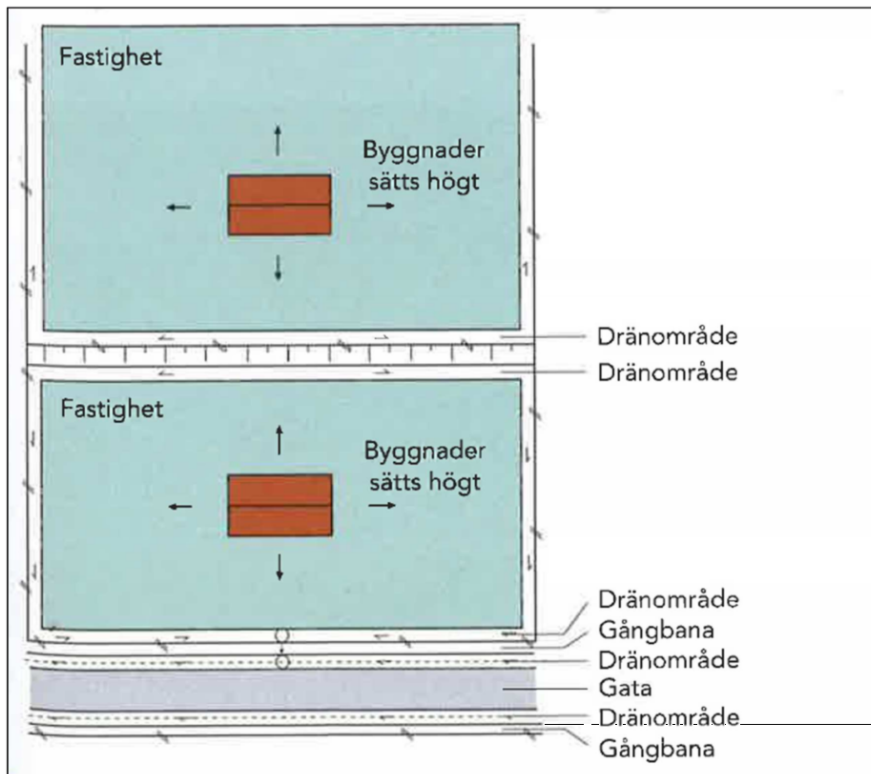 Fastighet
Byggnader
sätts högt
Dränområde
Dränområde
Fastighet
Byggnader
sätts högt
Dränområde
Gångbana
Dränområde
Gata
Dränområde
Gångbana